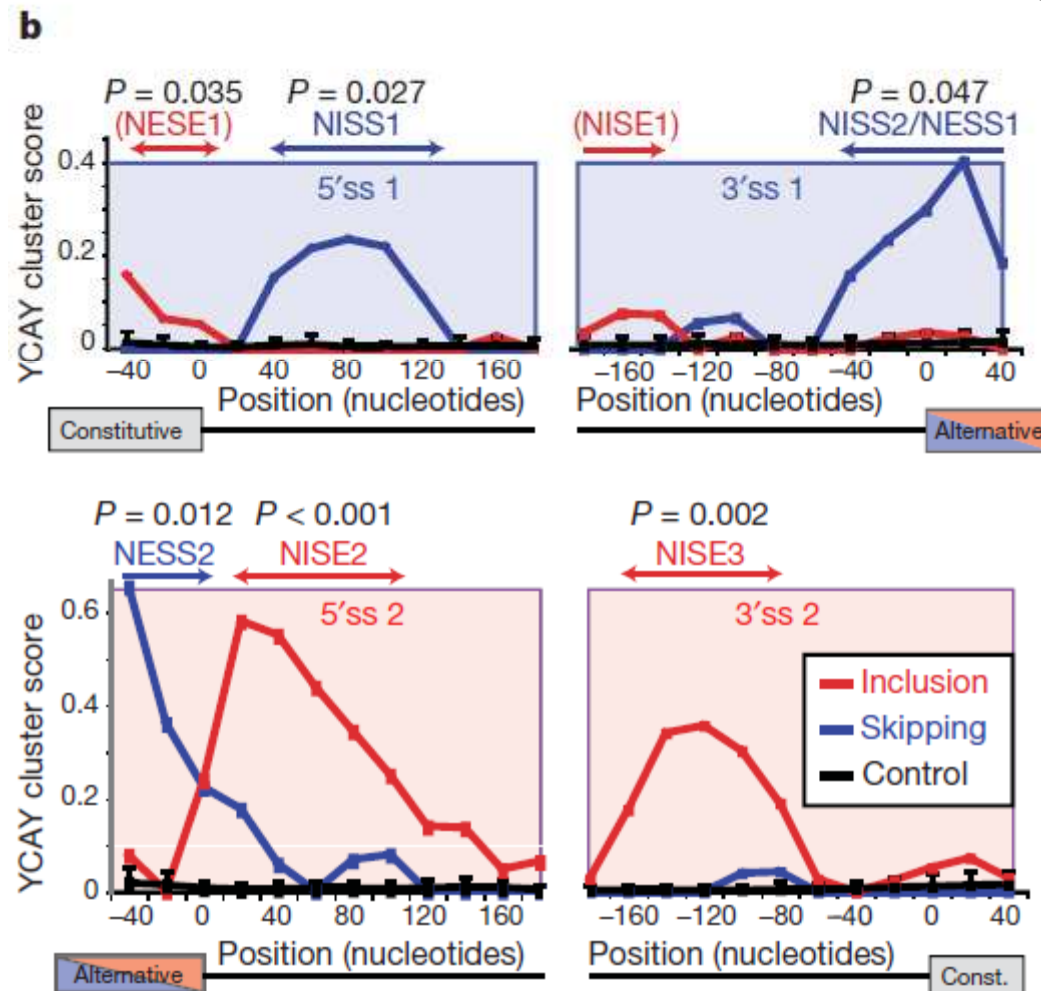 b
P = 0.035 P = 0.027 P = 0.047
(NESE1) NISS1 (NISE1) NISS2/NESS1
YCAY cluster score
0.4
0.2
0
5′ss 1 3′ss 1
−40 0 40 80 120 160 −160 −120 −80 −40 0 40
Position (nucleotides) Position (nucleotides)
Constitutive Alternative
P = 0.012 P < 0.001 P = 0.002
NESS2 NISE2 NISE3
YCAY cluster score
0.6
0.4
0.2
0
5′ss 2 3′ss 2
Inclusion
Skipping
Control
−40 0 40 80 120 160 −160 −120 −80 −40 0 40
Position (nucleotides) Position (nucleotides)
Alternative Const.